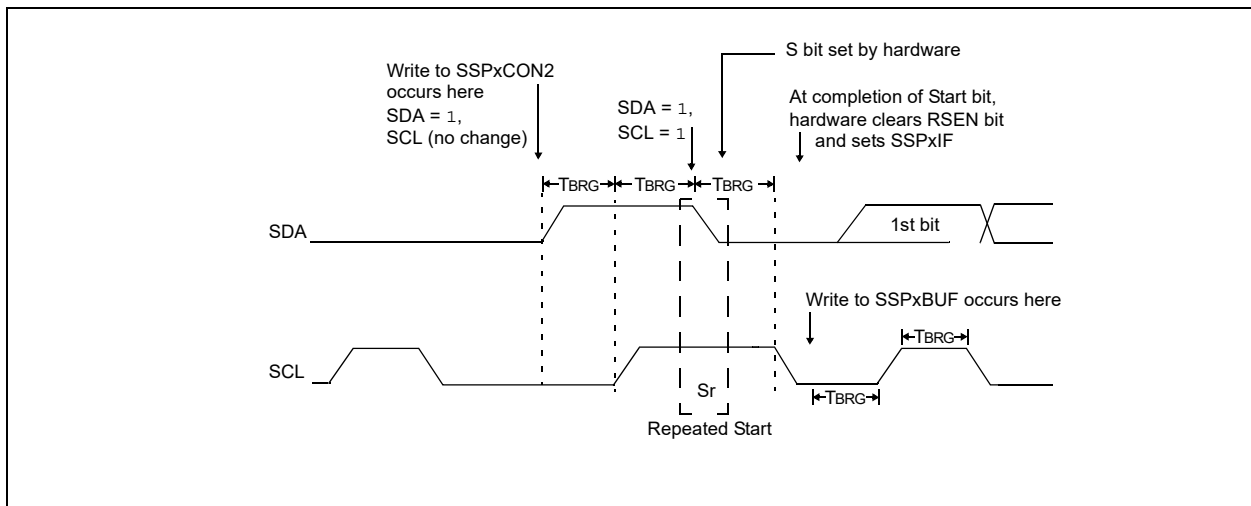 S bit set by hardware
Write to SSPxCON2
occurs here
SDA = 1,
SCL (no change)
SDA = 1,
SCL = 1
At completion of Start bit,
hardware clears RSEN bit
and sets SSPxIF
TBRG TBRG TBRG
SDA
1st bit
Write to SSPxBUF occurs here
TBRG
SCL
Sr
TBRG
Repeated Start